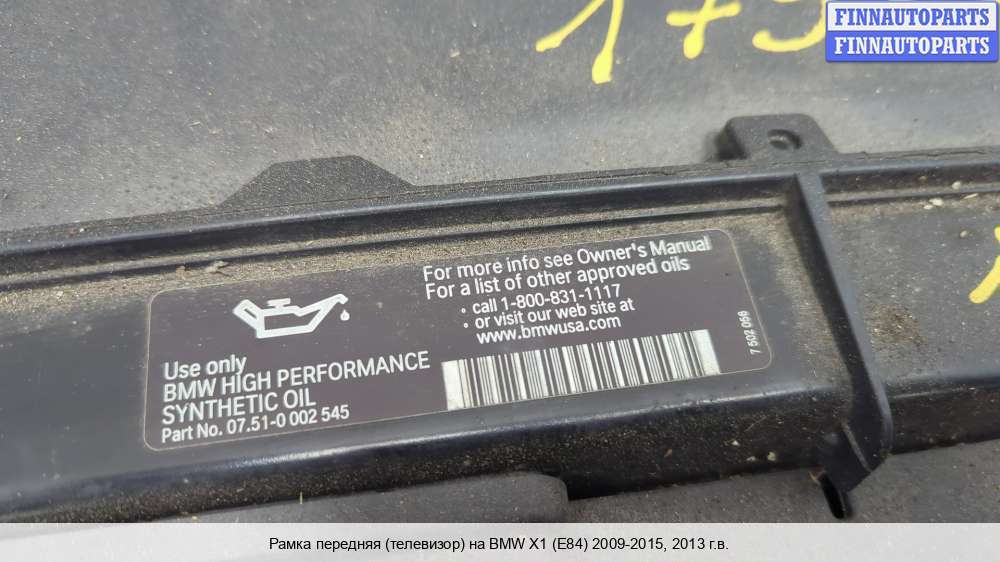 FINNAUTOPARTS
FINNAUTOPARTS
For more info see Owner's Manual
For a list of other approved oils
• call 1-800-831-1117
• or visit our web site at
www.bmwusa.com
Use only
BMW HIGH PERFORMANCE
SYNTHETIC OIL
Part No. 07.51-0 002 545
7 502 056
Рамка передняя (телевизор) на BMW X1 (E84) 2009-2015, 2013 г.в.